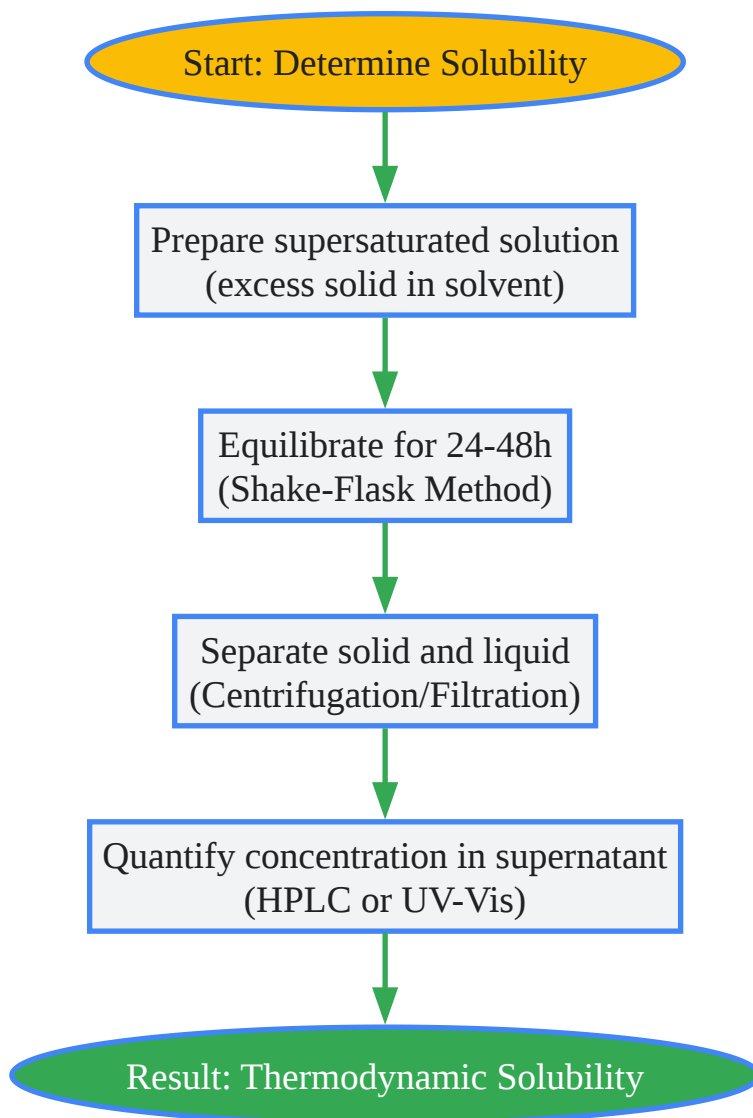 Start: Determine Solubility
Prepare supersaturated solution
(excess solid in solvent)
Equilibrate for 24-48h
(Shake-Flask Method)
Separate solid and liquid
(Centrifugation/Filtration)
Quantify concentration in supernatant
(HPLC or UV-Vis)
Result: Thermodynamic Solubility